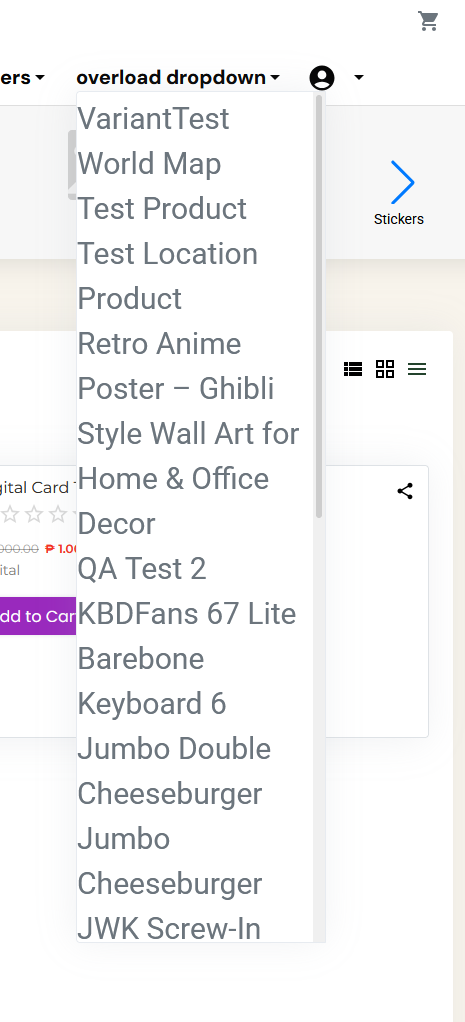 ers
overload dropdown
Stickers
VariantTest
World Map
Test Product
Test Location
Product
Retro Anime
Poster – Ghibli
Style Wall Art for
Home & Office
Decor
QA Test 2
KBDFans 67 Lite
Barebone
Keyboard 6
Jumbo Double
Cheeseburger
Jumbo
Cheeseburger
JWK Screw-In
gital Card
000.00 ₱ 1.0
ital
dd to Car